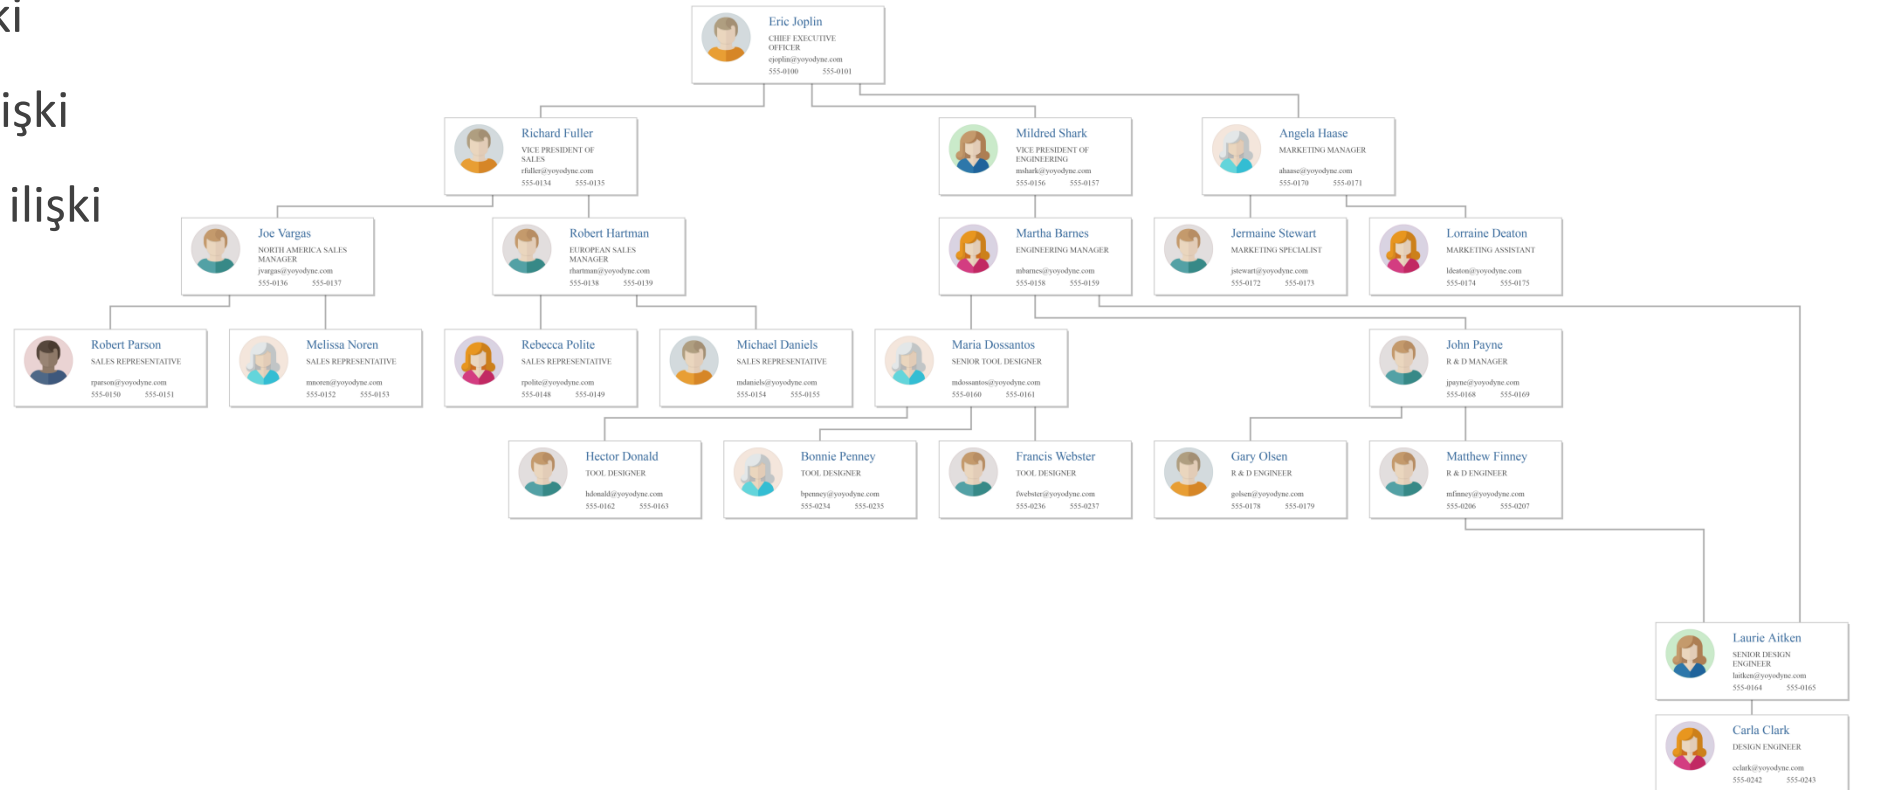 ki
işki
ilişki
Eric Joplin
CHIEF EXECUTIVE
OFFICER
ejoplin@yoyodyne.com
555-0100 555-0101
Richard Fuller
VICE PRESIDENT OF
SALES
rfuller@yoyodyne.com
555-0134 555-0135
Mildred Shark
VICE PRESIDENT OF
ENGINEERING
mshark@yoyodyne.com
555-0156 555-0157
Angela Haase
MARKETING MANAGER
ahaase@yoyodyne.com
555-0170 555-0171
Joe Vargas
NORTH AMERICA SALES
MANAGER
jvargas@yoyodyne.com
555-0136 555-0137
Robert Hartman
EUROPEAN SALES
MANAGER
rhartman@yoyodyne.com
555-0138 555-0139
Martha Barnes
ENGINEERING MANAGER
mbarnes@yoyodyne.com
555-0158 555-0159
Jermaine Stewart
MARKETING SPECIALIST
jstewart@yoyodyne.com
555-0172 555-0173
Lorraine Deaton
MARKETING ASSISTANT
ldeaton@yoyodyne.com
555-0174 555-0175
Robert Parson
SALES REPRESENTATIVE
rparson@yoyodyne.com
555-0150 555-0151
Melissa Noren
SALES REPRESENTATIVE
mnoren@yoyodyne.com
555-0152 555-0153
Rebecca Polite
SALES REPRESENTATIVE
rpolite@yoyodyne.com
555-0148 555-0149
Michael Daniels
SALES REPRESENTATIVE
mdaniels@yoyodyne.com
555-0154 555-0155
Maria Dossantos
SENIOR TOOL DESIGNER
mdossantos@yoyodyne.com
555-0160 555-0161
John Payne
R & D MANAGER
jpayne@yoyodyne.com
555-0168 555-0169
Hector Donald
TOOL DESIGNER
hdonald@yoyodyne.com
555-0162 555-0163
Bonnie Penney
TOOL DESIGNER
bpenney@yoyodyne.com
555-0234 555-0235
Francis Webster
TOOL DESIGNER
fwebster@yoyodyne.com
555-0236 555-0237
Gary Olsen
R & D ENGINEER
golsen@yoyodyne.com
555-0178 555-0179
Matthew Finney
R & D ENGINEER
mfinney@yoyodyne.com
555-0206 555-0207
Laurie Aitken
SENIOR DESIGN
ENGINEER
laitken@yoyodyne.com
555-0164 555-0165
Carla Clark
DESIGN ENGINEER
cclark@yoyodyne.com
555-0242 555-0243